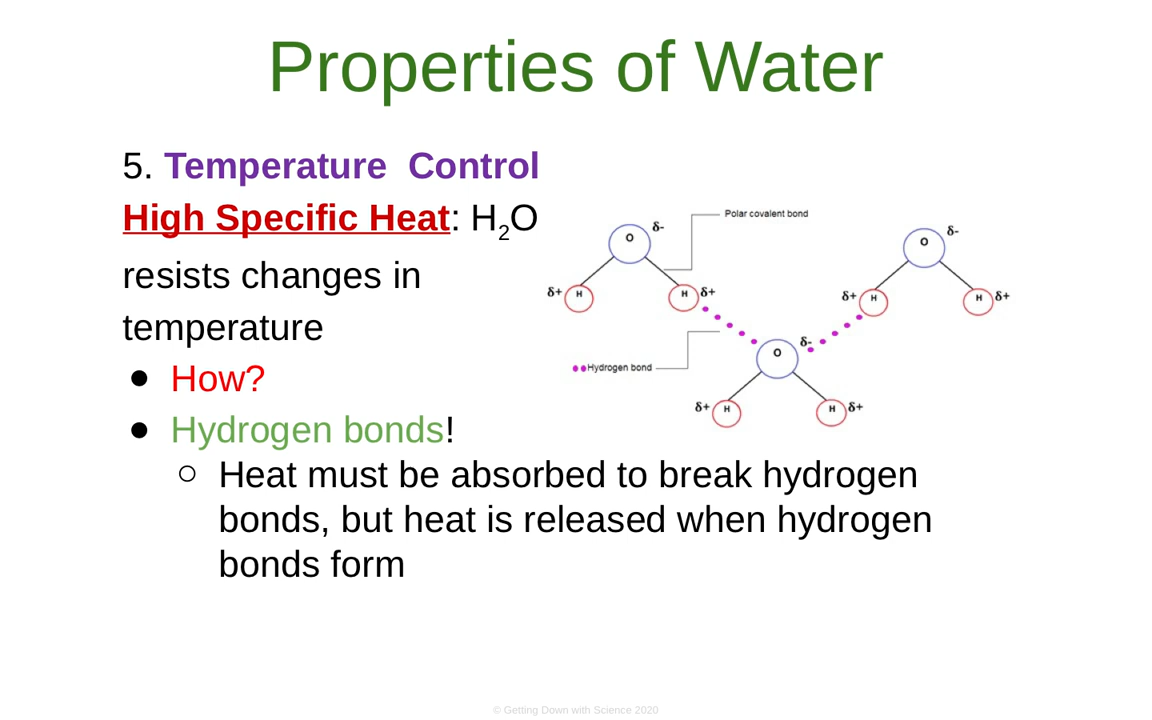 Properties of Water
5. Temperature Control
High Specific Heat: H₂O
resists changes in
temperature
● How?
● Hydrogen bonds!
○ Heat must be absorbed to break hydrogen
bonds, but heat is released when hydrogen
bonds form
Polar covalent bond
O δ-
δ+ H
H δ+
O δ-
δ+ H
H δ+
Hydrogen bond
O δ-
δ+ H
H δ+
© Getting Down with Science 2020